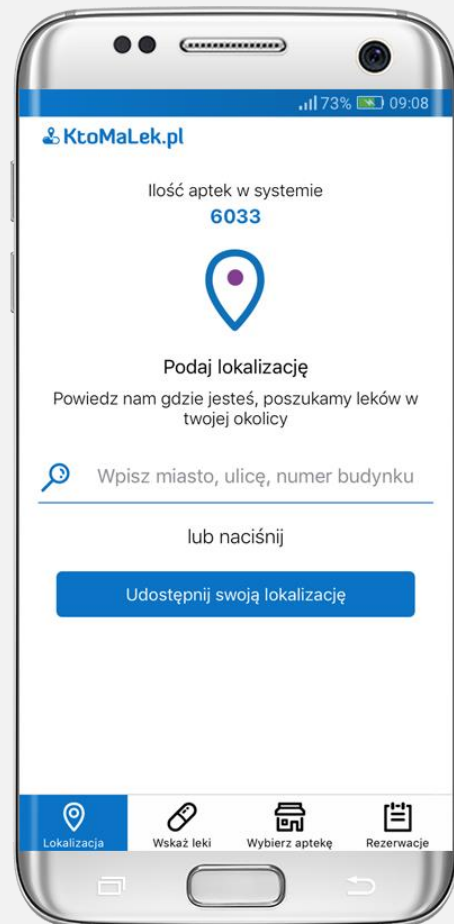 73% 09:08
KtoMaLek.pl
Ilość aptek w systemie
6033
Podaj lokalizację
Powiedz nam gdzie jesteś, poszukamy leków w
twojej okolicy
Wpisz miasto, ulicę, numer budynku
lub naciśnij
Udostępnij swoją lokalizację
Lokalizacja Wskaż leki Wybierz aptekę Rezerwacje